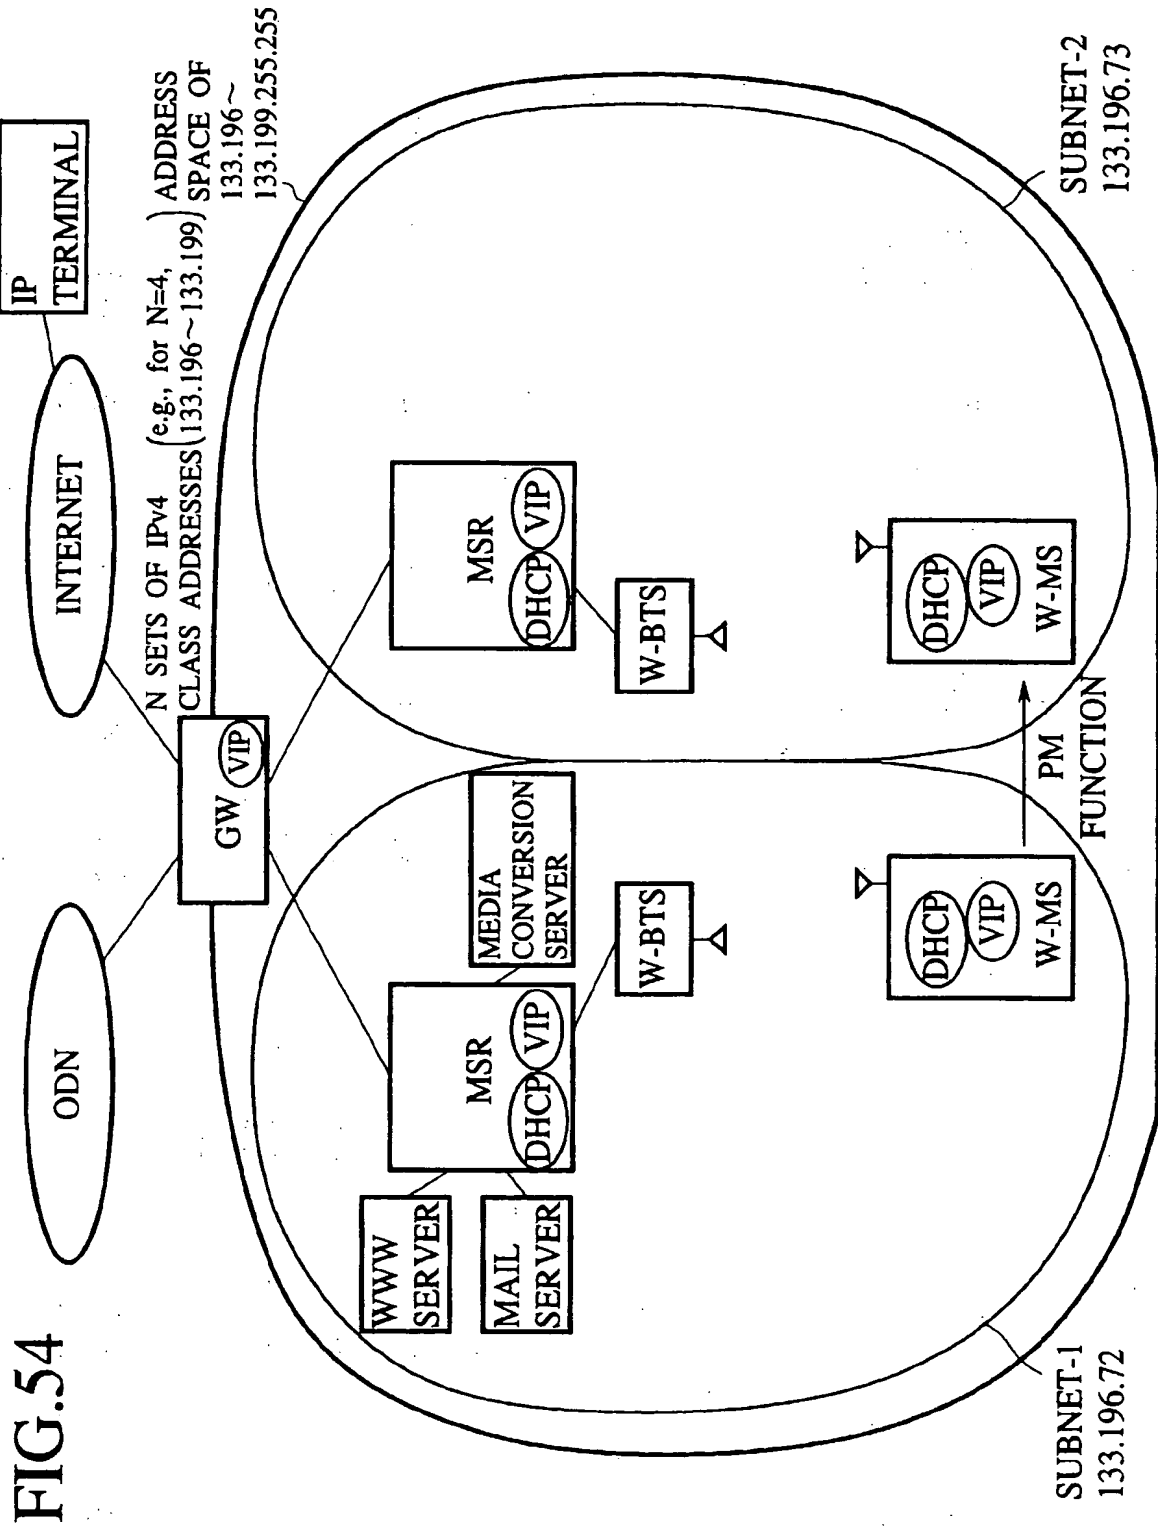 FIG.54
ODN
INTERNET
IP
TERMINAL
GW
VIP
N SETS OF IPv4
CLASS ADDRESSES
(e.g., for N=4,
133.196~133.199)
ADDRESS
SPACE OF
133.196~
133.199.255.255
WWW
SERVER
MAIL
SERVER
MSR
DHCP
VIP
MEDIA
CONVERSION
SERVER
W-BTS
MSR
DHCP
VIP
W-BTS
DHCP
VIP
W-MS
PM
FUNCTION
DHCP
VIP
W-MS
SUBNET-1
133.196.72
SUBNET-2
133.196.73